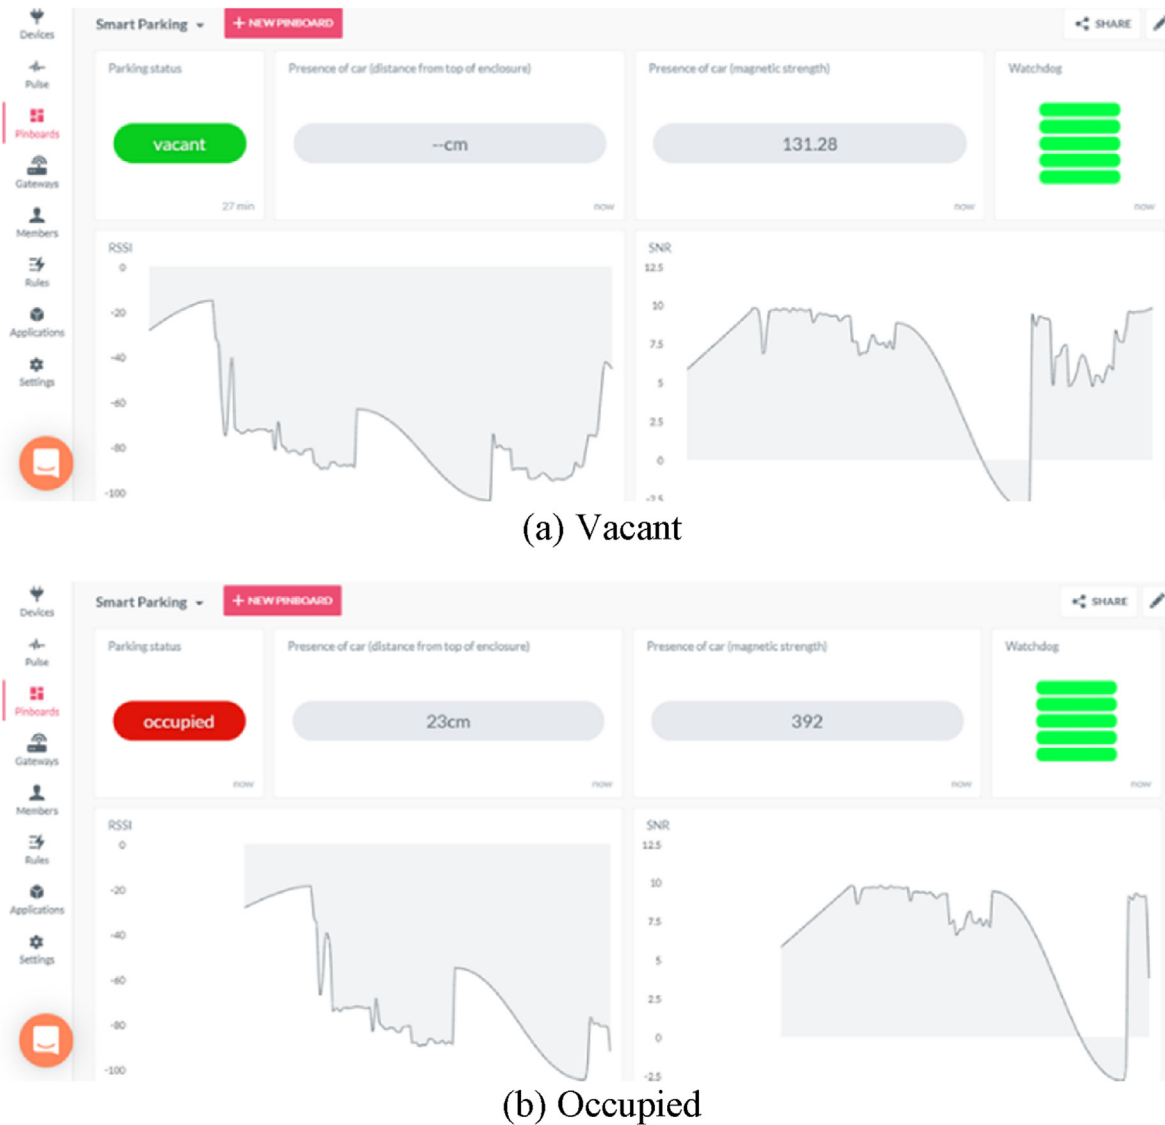 Devices
Pulse
Pinboards
Gateways
Members
Rules
Applications
Settings
Smart Parking
+ NEW PINBOARD
SHARE
Parking status
vacant
27 min
Presence of car (distance from top of enclosure)
--cm
now
Presence of car (magnetic strength)
131.28
now
Watchdog
now
RSSI
0
-20
-40
-60
-80
-100
SNR
12.5
10
7.5
5
2.5
0
-2.5
(a) Vacant
Devices
Pulse
Pinboards
Gateways
Members
Rules
Applications
Settings
Smart Parking
+ NEW PINBOARD
SHARE
Parking status
occupied
now
Presence of car (distance from top of enclosure)
23cm
now
Presence of car (magnetic strength)
392
now
Watchdog
now
RSSI
0
-20
-40
-60
-80
-100
SNR
12.5
10
7.5
5
2.5
0
-2.5
(b) Occupied